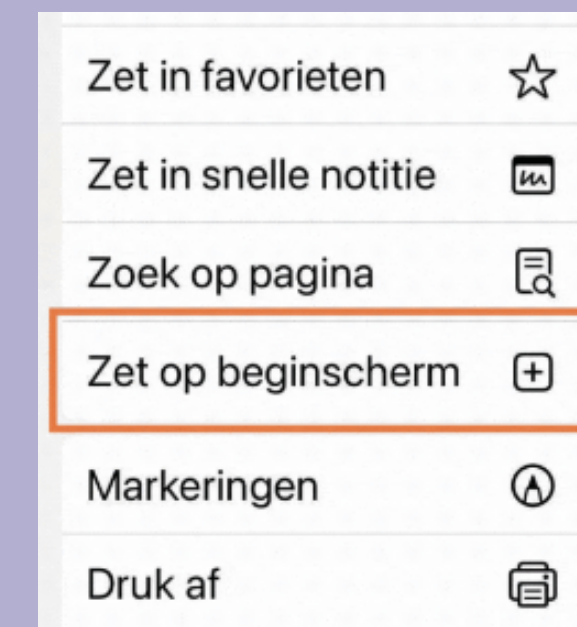 Zet in favorieten
Zet in snelle notitie
Zoek op pagina
Zet op beginscherm
Markeringen
Druk af